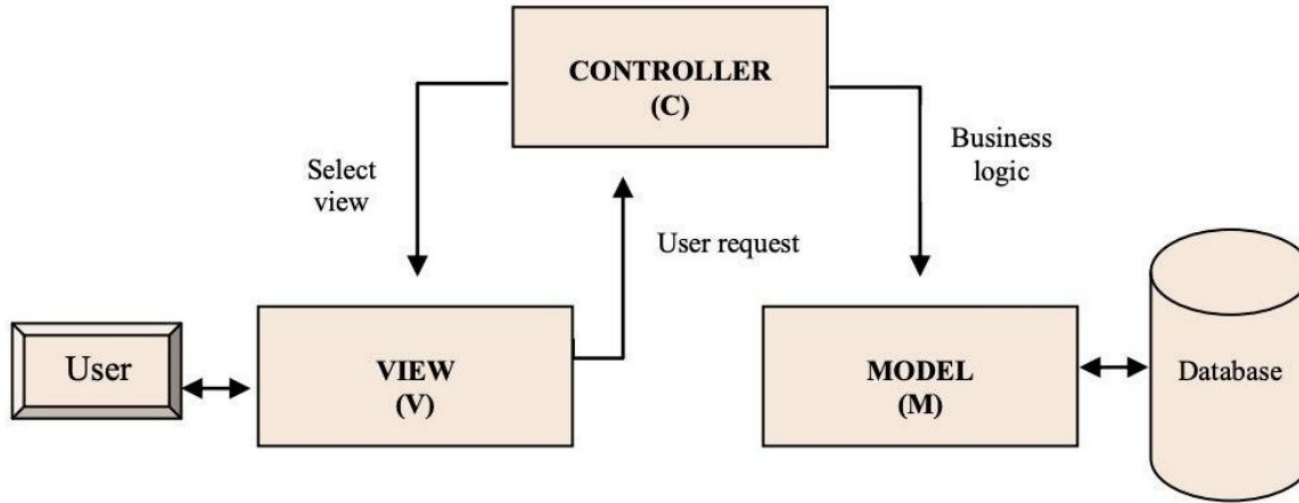 CONTROLLER
(C)
Select
view
Business
logic
User request
User
VIEW
(V)
MODEL
(M)
Database